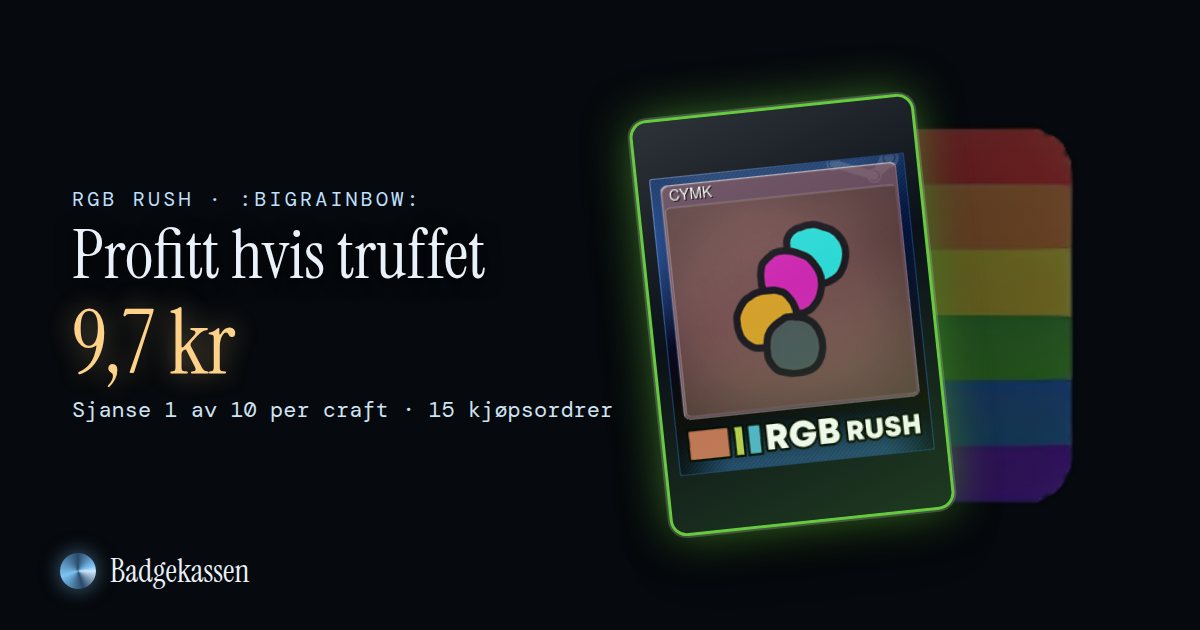 RGB RUSH · :BIGRAINBOW:
Profitt hvis truffet
9,7 kr
Sjanse 1 av 10 per craft · 15 kjøpsordrer
CYMK
RGB RUSH
Badgekassen